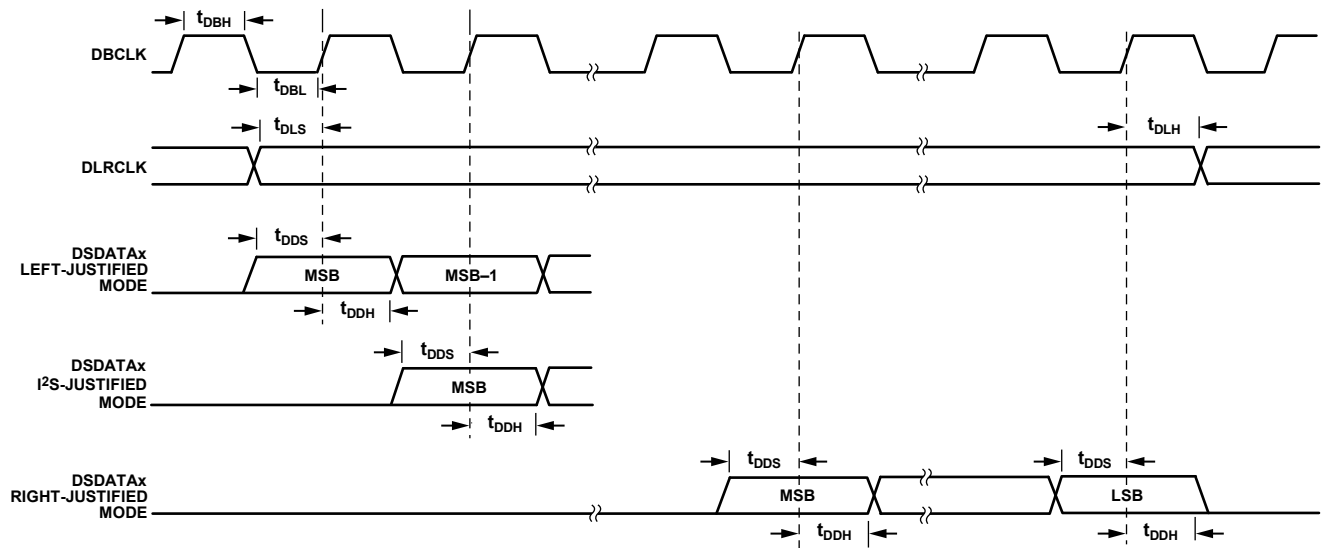 tDBH
DBCLK
tDBL
tDLS
tDLH
DLRCLK
tDDS
DSDATAx
LEFT-JUSTIFIED
MODE
MSB
MSB–1
tDDH
tDDS
DSDATAx
I²S-JUSTIFIED
MODE
MSB
tDDH
tDDS
tDDS
DSDATAx
RIGHT-JUSTIFIED
MODE
MSB
LSB
tDDH
tDDH